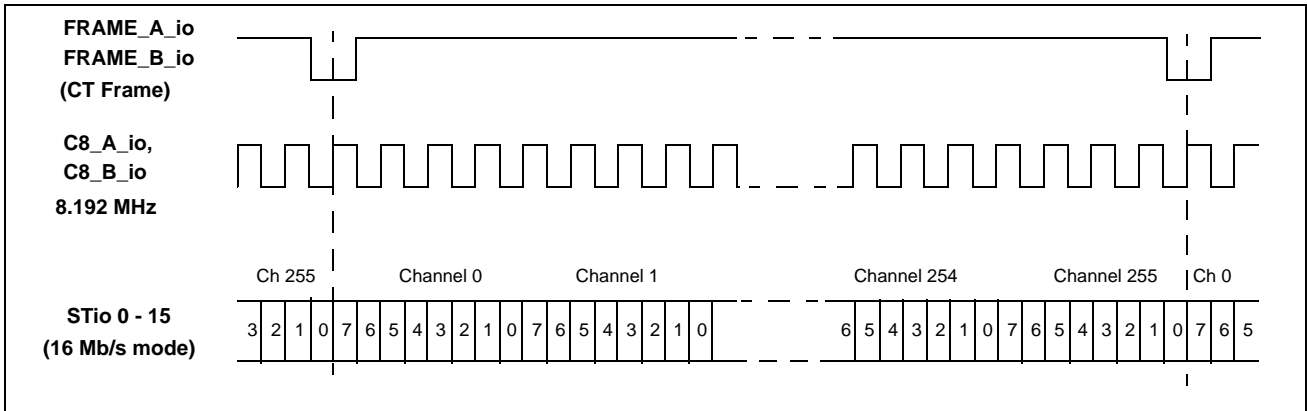 FRAME_A_io
FRAME_B_io
(CT Frame)
C8_A_io,
C8_B_io
8.192 MHz
Ch 255 Channel 0 Channel 1 Channel 254 Channel 255 Ch 0
STio 0 - 15
(16 Mb/s mode)
3 2 1 0 7 6 5 4 3 2 1 0 7 6 5 4 3 2 1 0 6 5 4 3 2 1 0 7 6 5 4 3 2 1 0 7 6 5